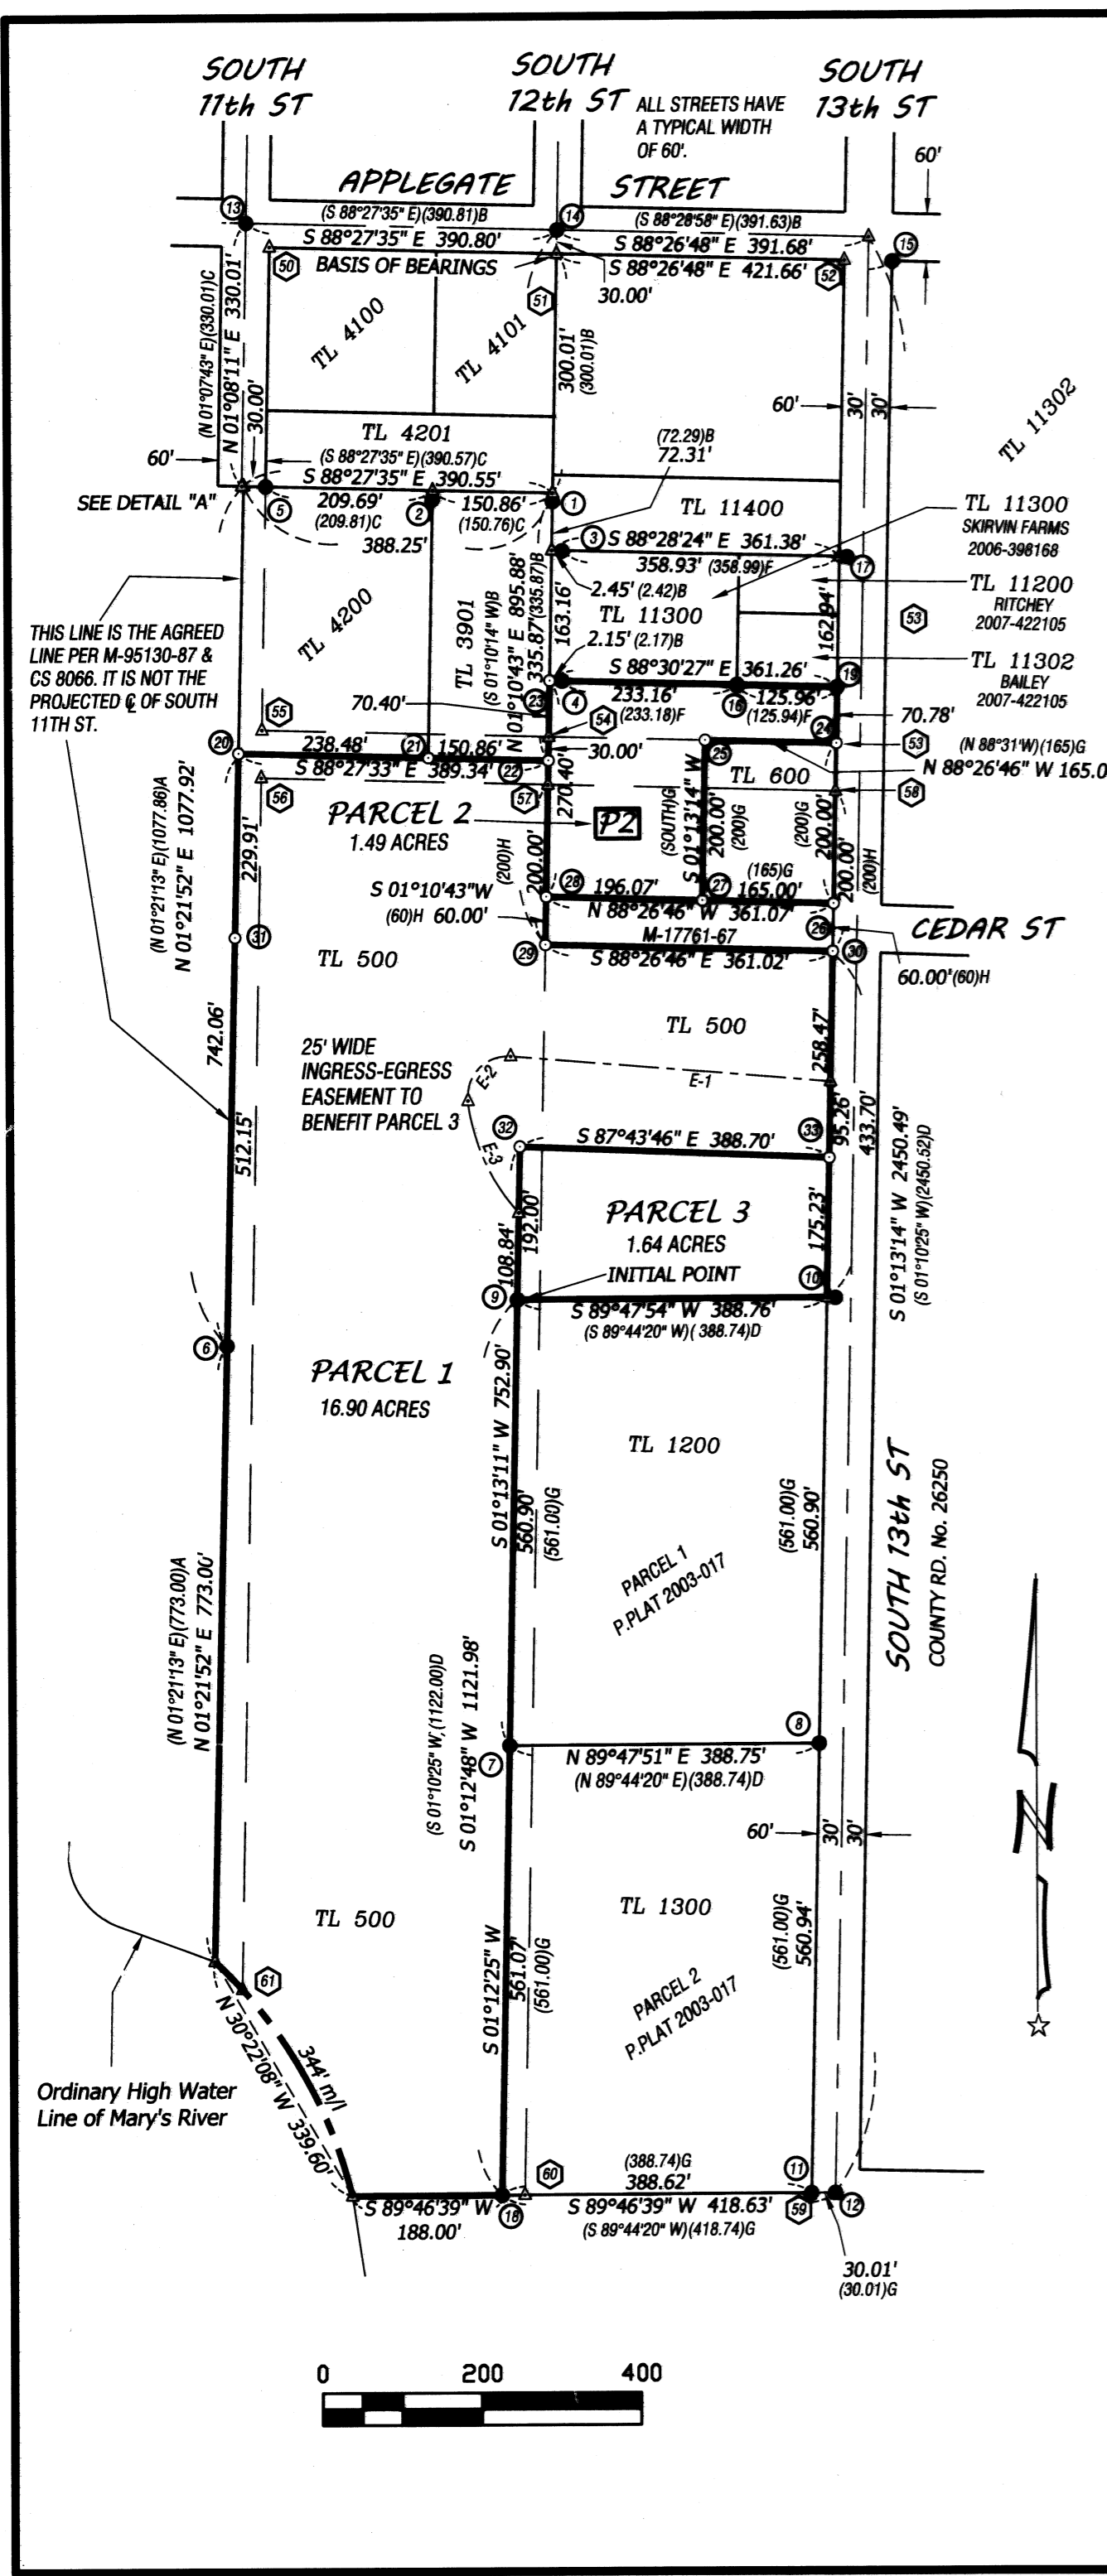 SOUTH
11th ST
SOUTH
12th ST
SOUTH
13th ST
ALL STREETS HAVE
A TYPICAL WIDTH
OF 60'.
60'
APPLEGATE STREET
13
(S 88°27'35" E)(390.81)B
14
(S 88°28'58" E)(391.63)B
S 88°27'35" E 390.80'
S 88°26'48" E 391.68'
15
50
BASIS OF BEARINGS
S 88°26'48" E 421.66'
52
51
30.00'
(N 01°07'43" E)(330.01)C
N 01°08'11" E 330.01'
30.00'
TL 4100
TL 4101
300.01'
(300.01)B
60'
30'
30'
TL 11302
TL 4201
(72.29)B
72.31'
60'
(S 88°27'35" E)(390.57)C
S 88°27'35" E 390.55'
SEE DETAIL "A"
5
209.69'
(209.81)C
2
150.86'
(150.76)C
1
388.25'
TL 11400
TL 11300
SKIRVIN FARMS
2006-398168
3
S 88°28'24" E 361.38'
17
358.93' (358.99)F
2.45' (2.42)B
TL 11200
RITCHEY
2007-422105
53
TL 11300
2.15' (2.17)B
162.94'
163.16'
335.87'(335.87)B
N 01°10'43" E 895.88'
(S 01°10'14" W)B
TL 3901
TL 4200
THIS LINE IS THE AGREED
LINE PER M-95130-87 &
CS 8066. IT IS NOT THE
PROJECTED ℄ OF SOUTH
11TH ST.
S 88°30'27" E 361.26'
TL 11302
BAILEY
2007-422105
19
4
233.16'
(233.18)F
16
125.96'
(125.94)F
23
70.40'
54
24
70.78'
55
20
238.48'
21
150.86'
22
30.00'
25
53
(N 88°31'W)(165)G
N 88°26'46" W 165.0
S 88°27'33" E 389.34'
TL 600
56
57
58
PARCEL 2
1.49 ACRES
P2
270.40'
(SOUTH)G
S 01°13'14" W
200.00'
(200)G
(200)G
200.00'
200.00'
(200)H
(N 01°21'13" E)(1077.86)A
N 01°21'52" E 1077.92'
229.91'
(200)H
200.00'
S 01°10'43"W
(60)H 60.00'
28
196.07'
27
(165)G
165.00'
N 88°26'46" W 361.07'
26
CEDAR ST
M-17761-67
31
29
S 88°26'46" E 361.02'
30
60.00'(60)H
TL 500
TL 500
742.06'
25' WIDE
INGRESS-EGRESS
EASEMENT TO
BENEFIT PARCEL 3
E-2
E-1
E-3
258.47'
95.26'
433.70'
512.15'
32
S 87°43'46" E 388.70'
33
S 01°13'14" W 2450.49'
(S 01°10'25" W)(2450.52)D
PARCEL 3
1.64 ACRES
192.00'
108.84'
175.23'
INITIAL POINT
9
10
S 89°47'54" W 388.76'
(S 89°44'20" W)( 388.74)D
6
PARCEL 1
16.90 ACRES
S 01°13'11" W 752.90'
TL 1200
560.90'
(561.00)G
(561.00)G
560.90'
SOUTH 13th ST
COUNTY RD. No. 26250
PARCEL 1
P.PLAT 2003-017
(N 01°21'13" E)(773.00)A
N 01°21'52" E 773.00'
(S 01°10'25" W,(1122.00)D
S 01°12'48" W 1121.98'
8
7
N 89°47'51" E 388.75'
(N 89°44'20" E)(388.74)D
60'
30'
30'
N
TL 500
TL 1300
S 01°12'25" W
561.07'
(561.00)G
(561.00)G
560.94'
PARCEL 2
P.PLAT 2003-017
61
344' m/l
N 30°22'08" W 339.60'
Ordinary High Water
Line of Mary's River
60
(388.74)G
388.62'
11
S 89°46'39" W
188.00'
18
S 89°46'39" W 418.63'
(S 89°44'20" W)(418.74)G
59
12
30.01'
(30.01)G
0 200 400